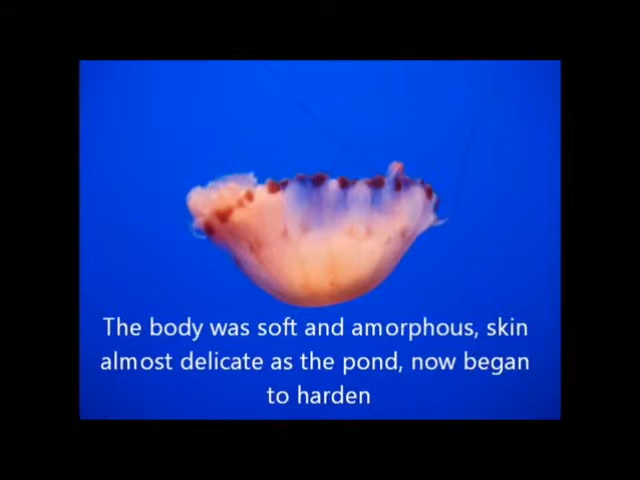 The body was soft and amorphous, skin
almost delicate as the pond, now began
to harden